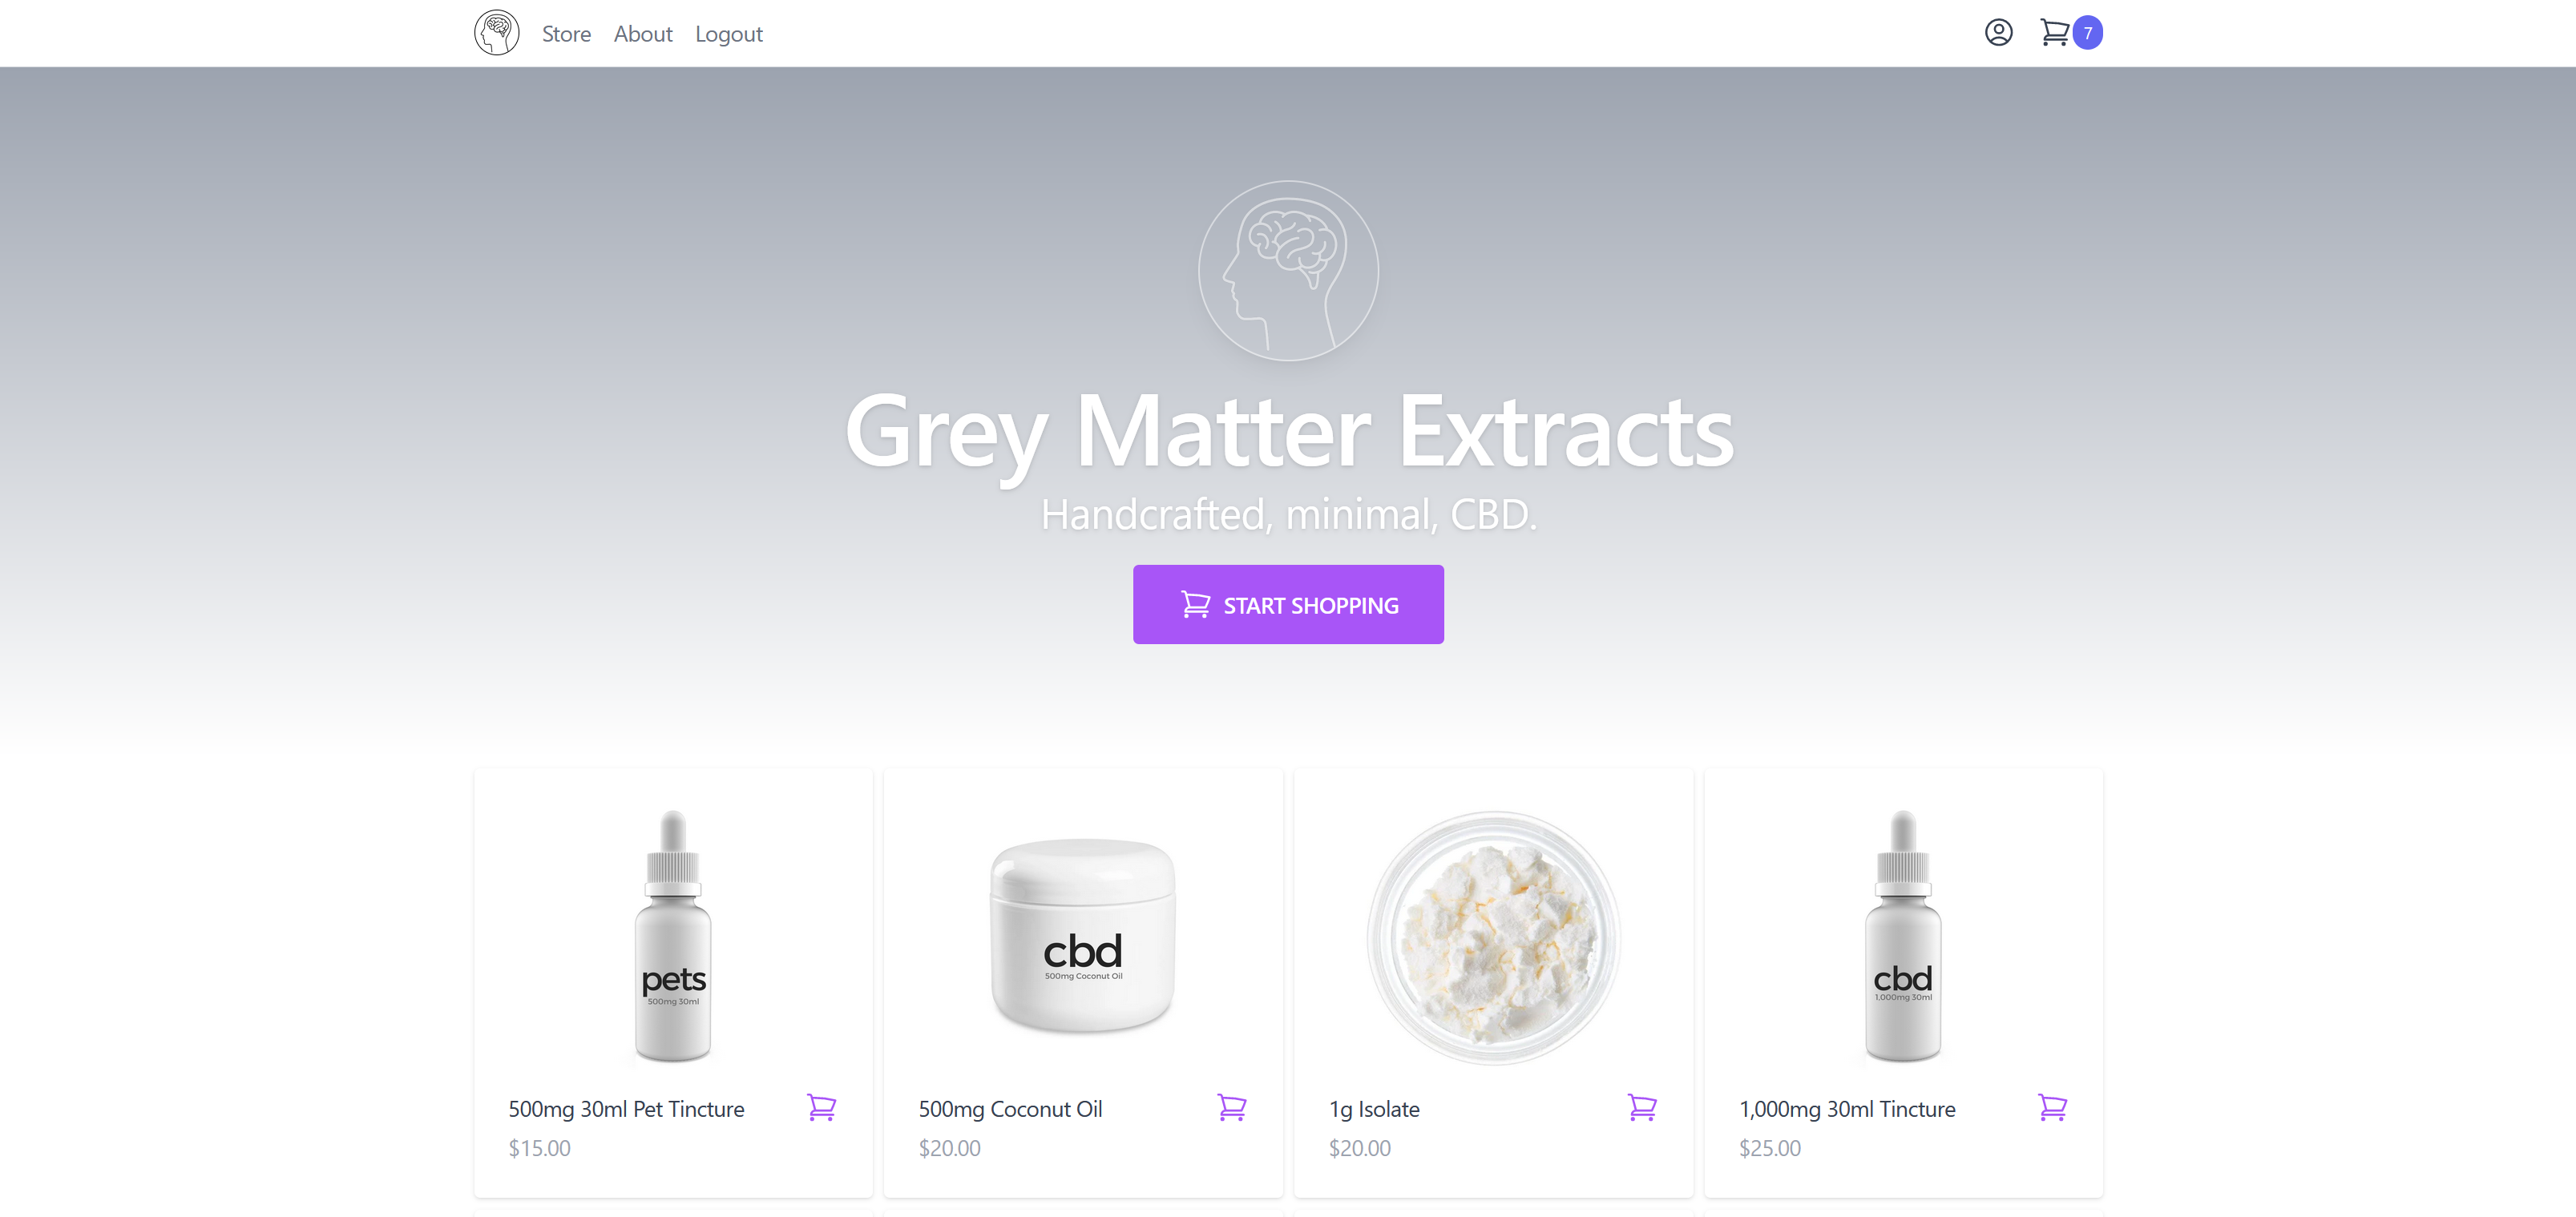 Store About Logout
7
Grey Matter Extracts
Handcrafted, minimal, CBD.
START SHOPPING
pets
500mg 30ml
cbd
500mg Coconut Oil
cbd
1,000mg 30ml
500mg 30ml Pet Tincture
$15.00
500mg Coconut Oil
$20.00
1g Isolate
$20.00
1,000mg 30ml Tincture
$25.00